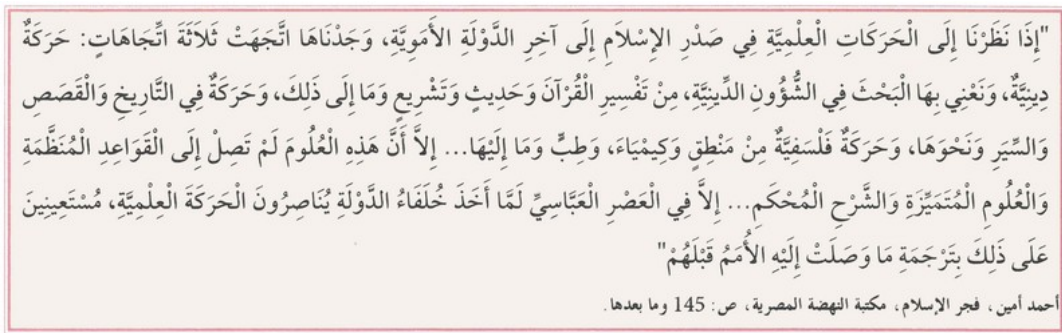 "إِذَا نَظَرْنَا إِلَى الْحَرَكَاتِ الْعِلْمِيَّةِ فِي صَدْرِ الإِسْلَامِ إِلَى آخِرِ الدَّوْلَةِ الأَمَوِيَّةِ، وَجَدْنَاهَا اتَّجَهَتْ ثَلَاثَةَ اتِّجَاهَاتٍ: حَرَكَةٌ
دِينِيَّةٌ، وَنَعْنِي بِهَا الْبَحْثَ فِي الشُّؤُونِ الدِّينِيَّةِ، مِنْ تَفْسِيرِ الْقُرْآنَ وَحَدِيثٍ وَتَشْرِيعٍ وَمَا إِلَى ذَلِكَ، وَحَرَكَةٌ فِي التَّارِيخِ وَالْقَصَصِ
وَالسِّيَرِ وَنَحْوَهَا، وَحَرَكَةٌ فَلْسَفِيَّةٌ مِنْ مَنْطِقٍ وَكِيمْيَاءَ، وَطِبٍّ وَمَا إِلَيْهَا... إِلاَّ أَنَّ هَذِهِ الْعُلُومَ لَمْ تَصِلْ إِلَى الْقَوَاعِدِ الْمُنَظَّمَةِ
وَالْعُلُومِ الْمُتَمَيِّزَةِ وَالشَّرْحِ الْمُحْكَمِ... إِلاَّ فِي الْعَصْرِ الْعَبَّاسِيِّ لَمَّا أَخَذَ خُلَفَاءُ الدَّوْلَةِ يُنَاصِرُونَ الْحَرَكَةَ الْعِلْمِيَّةِ، مُسْتَعِينِينَ
عَلَى ذَلِكَ بِتَرْجَمَةِ مَا وَصَلَتْ إِلَيْهِ الأُمَمُ قَبْلَهُمْ"
أحمد أمين، فجر الإسلام، مكتبة النهضة المصرية، ص: 145 وما بعدها.